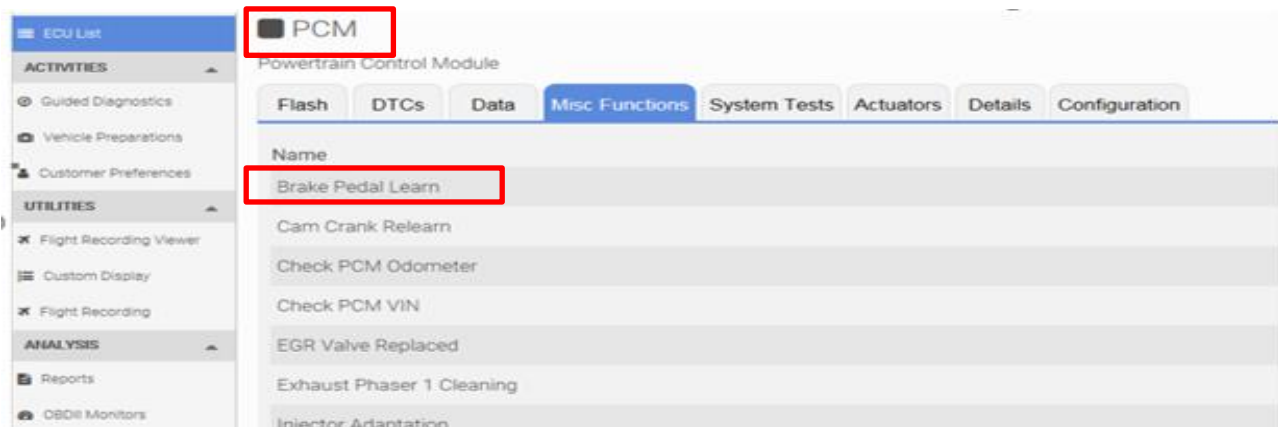 ECU List
ACTIVITIES
Guided Diagnostics
Vehicle Preparations
Customer Preferences
UTILITIES
Flight Recording Viewer
Custom Display
Flight Recording
ANALYSIS
Reports
OBDII Monitors
PCM
Powertrain Control Module
Flash DTCs Data Misc Functions System Tests Actuators Details Configuration
Name
Brake Pedal Learn
Cam Crank Relearn
Check PCM Odometer
Check PCM VIN
EGR Valve Replaced
Exhaust Phaser 1 Cleaning
Injector Adaptation